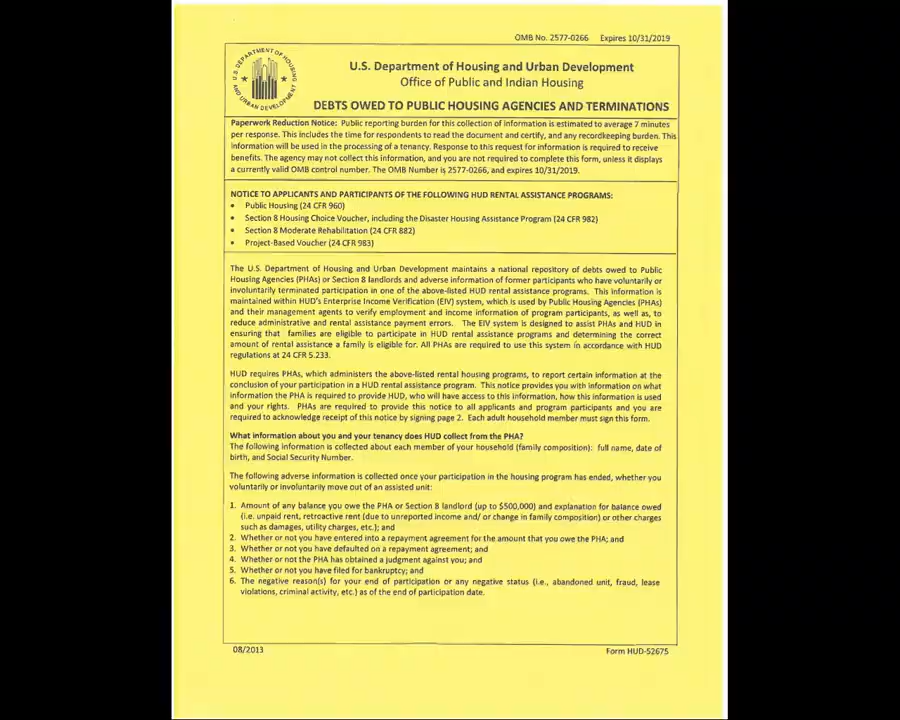 OMB No. 2577-0266 Expires 10/31/2019
U.S. DEPARTMENT OF HOUSING AND URBAN DEVELOPMENT
U.S. Department of Housing and Urban Development
Office of Public and Indian Housing
DEBTS OWED TO PUBLIC HOUSING AGENCIES AND TERMINATIONS
Paperwork Reduction Notice: Public reporting burden for this collection of information is estimated to average 7 minutes
per response. This includes the time for respondents to read the document and certify, and any recordkeeping burden. This
information will be used in the processing of a tenancy. Response to this request for information is required to receive
benefits. The agency may not collect this information, and you are not required to complete this form, unless it displays
a currently valid OMB control number. The OMB Number is 2577-0266, and expires 10/31/2019.
NOTICE TO APPLICANTS AND PARTICIPANTS OF THE FOLLOWING HUD RENTAL ASSISTANCE PROGRAMS:
• Public Housing (24 CFR 960)
• Section 8 Housing Choice Voucher, including the Disaster Housing Assistance Program (24 CFR 982)
• Section 8 Moderate Rehabilitation (24 CFR 882)
• Project-Based Voucher (24 CFR 983)
The U.S. Department of Housing and Urban Development maintains a national repository of debts owed to Public
Housing Agencies (PHAs) or Section 8 landlords and adverse information of former participants who have voluntarily or
involuntarily terminated participation in one of the above-listed HUD rental assistance programs. This information is
maintained within HUD's Enterprise Income Verification (EIV) system, which is used by Public Housing Agencies (PHAs)
and their management agents to verify employment and income information of program participants, as well as, to
reduce administrative and rental assistance payment errors. The EIV system is designed to assist PHAs and HUD in
ensuring that families are eligible to participate in HUD rental assistance programs and determining the correct
amount of rental assistance a family is eligible for. All PHAs are required to use this system in accordance with HUD
regulations at 24 CFR 5.233.
HUD requires PHAs, which administers the above-listed rental housing programs, to report certain information at the
conclusion of your participation in a HUD rental assistance program. This notice provides you with information on what
information the PHA is required to provide HUD, who will have access to this information, how this information is used
and your rights. PHAs are required to provide this notice to all applicants and program participants and you are
required to acknowledge receipt of this notice by signing page 2. Each adult household member must sign this form.
What information about you and your tenancy does HUD collect from the PHA?
The following information is collected about each member of your household (family composition): full name, date of
birth, and Social Security Number.
The following adverse information is collected once your participation in the housing program has ended, whether you
voluntarily or involuntarily move out of an assisted unit:
1. Amount of any balance you owe the PHA or Section 8 landlord (up to $500,000) and explanation for balance owed
(i.e. unpaid rent, retroactive rent (due to unreported income and/ or change in family composition) or other charges
such as damages, utility charges, etc.); and
2. Whether or not you have entered into a repayment agreement for the amount that you owe the PHA; and
3. Whether or not you have defaulted on a repayment agreement; and
4. Whether or not the PHA has obtained a judgment against you; and
5. Whether or not you have filed for bankruptcy; and
6. The negative reason(s) for your end of participation or any negative status (i.e., abandoned unit, fraud, lease
violations, criminal activity, etc.) as of the end of participation date.
08/2013 Form HUD-52675